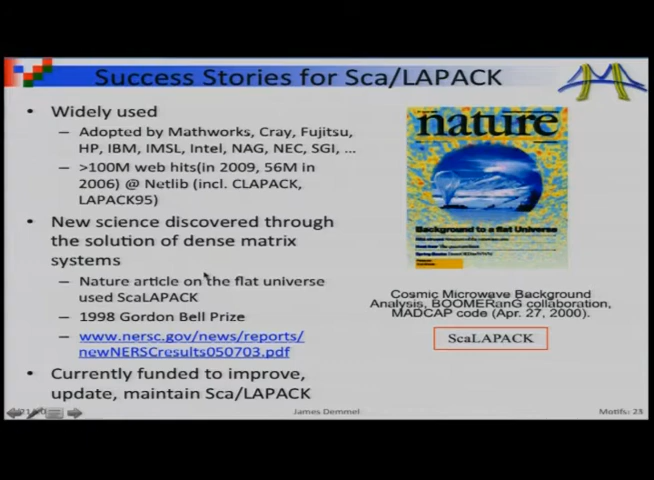 Success Stories for Sca/LAPACK
• Widely used
– Adopted by Mathworks, Cray, Fujitsu,
HP, IBM, IMSL, Intel, NAG, NEC, SGI, ...
– >100M web hits(in 2009, 56M in
2006) @ Netlib (incl. CLAPACK,
LAPACK95)
• New science discovered through
the solution of dense matrix
systems
– Nature article on the flat universe
used ScaLAPACK
– 1998 Gordon Bell Prize
– www.nersc.gov/news/reports/
newNERSCresults050703.pdf
• Currently funded to improve,
update, maintain Sca/LAPACK
nature
Background to a flat Universe
Cosmic Microwave Background
Analysis, BOOMERanG collaboration,
MADCAP code (Apr. 27, 2000).
ScaLAPACK
James Demmel
Motifs: 23